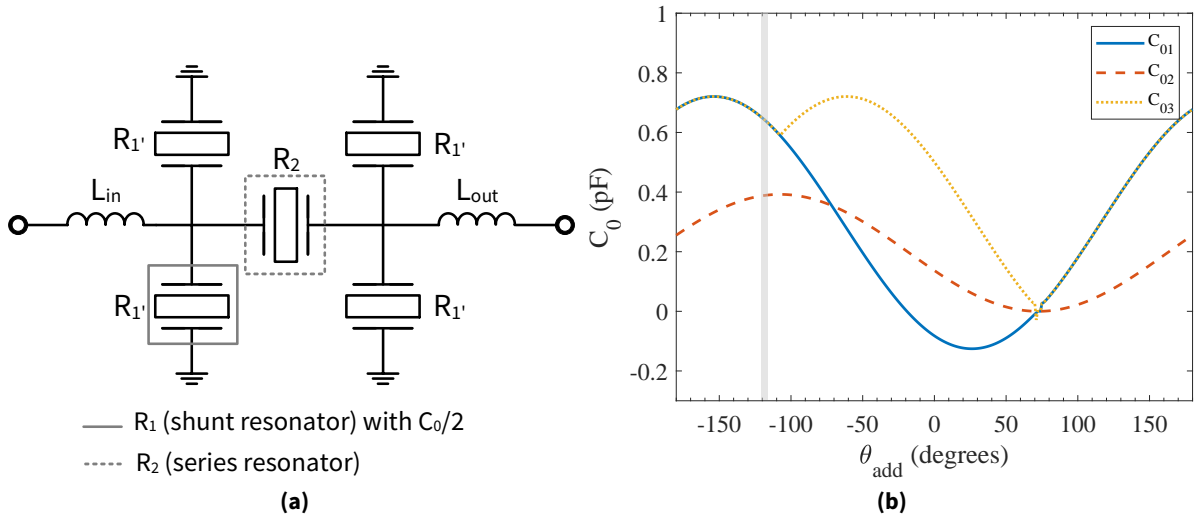 R1' R1'
R2
Lin Lout
R1' R1'
R1 (shunt resonator) with C0/2
R2 (series resonator)
(a)
C0 (pF)
1
0.8
0.6
0.4
0.2
0
-0.2
-150 -100 -50 0 50 100 150
θadd (degrees)
C01
C02
C03
(b)